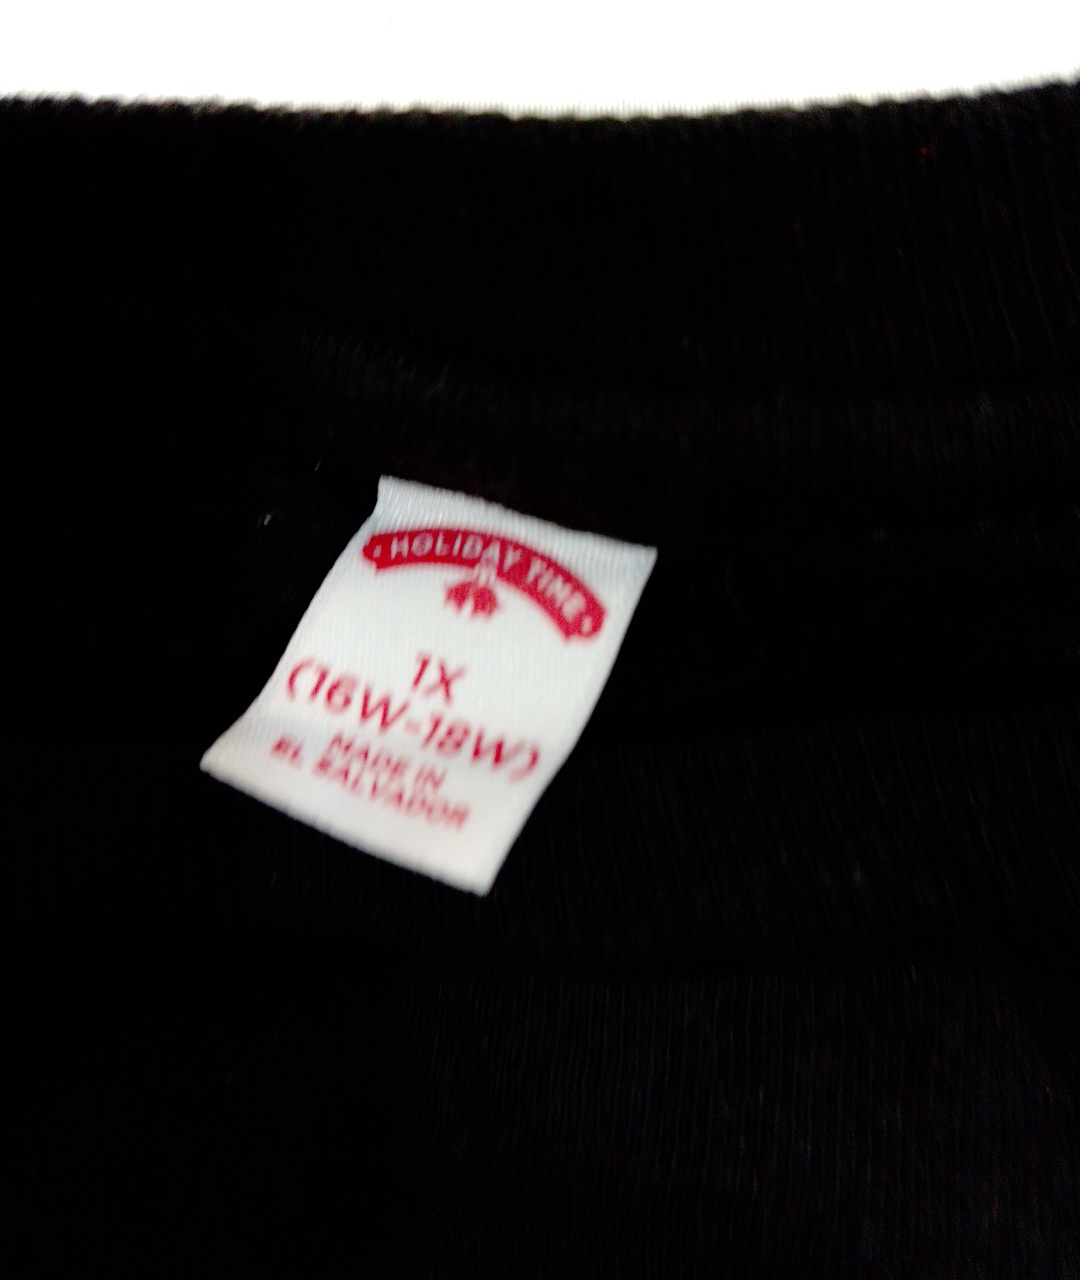 HOLIDAY TIME
1X
(16W-18W)
MADE IN
EL SALVADOR